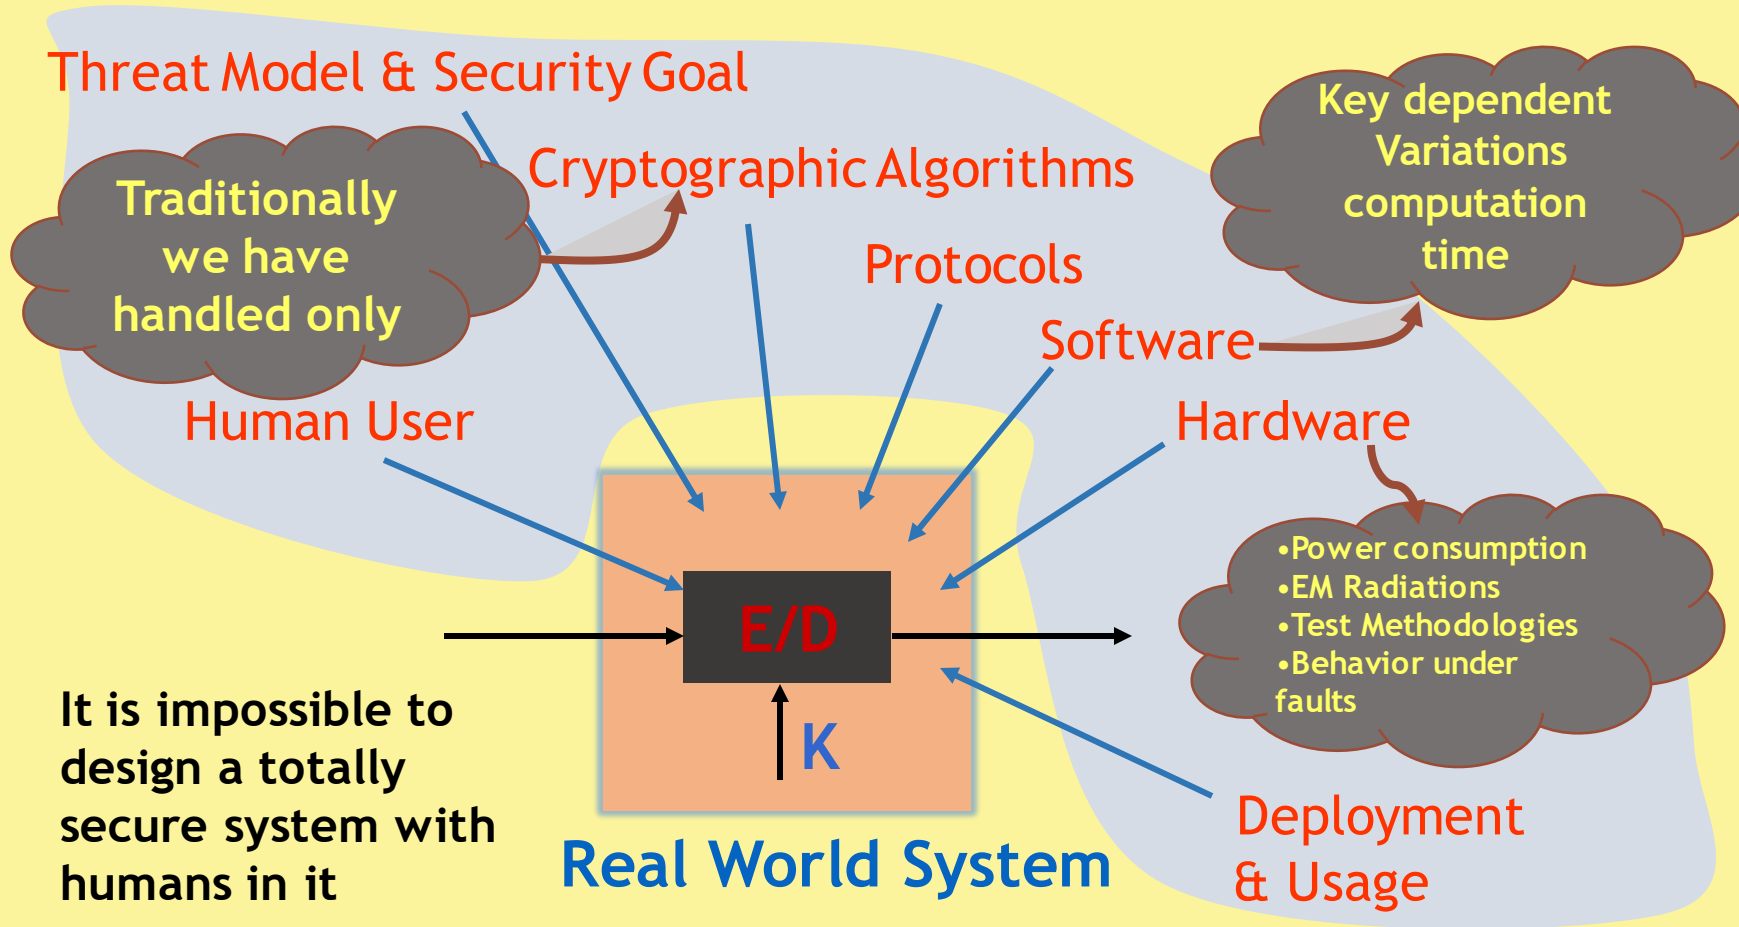 Threat Model & Security Goal
Traditionally
we have
handled only
Cryptographic Algorithms
Key dependent
Variations
computation
time
Protocols
Software
Human User
Hardware
•Power consumption
•EM Radiations
•Test Methodologies
•Behavior under
faults
E/D
K
It is impossible to
design a totally
secure system with
humans in it
Real World System
Deployment
& Usage